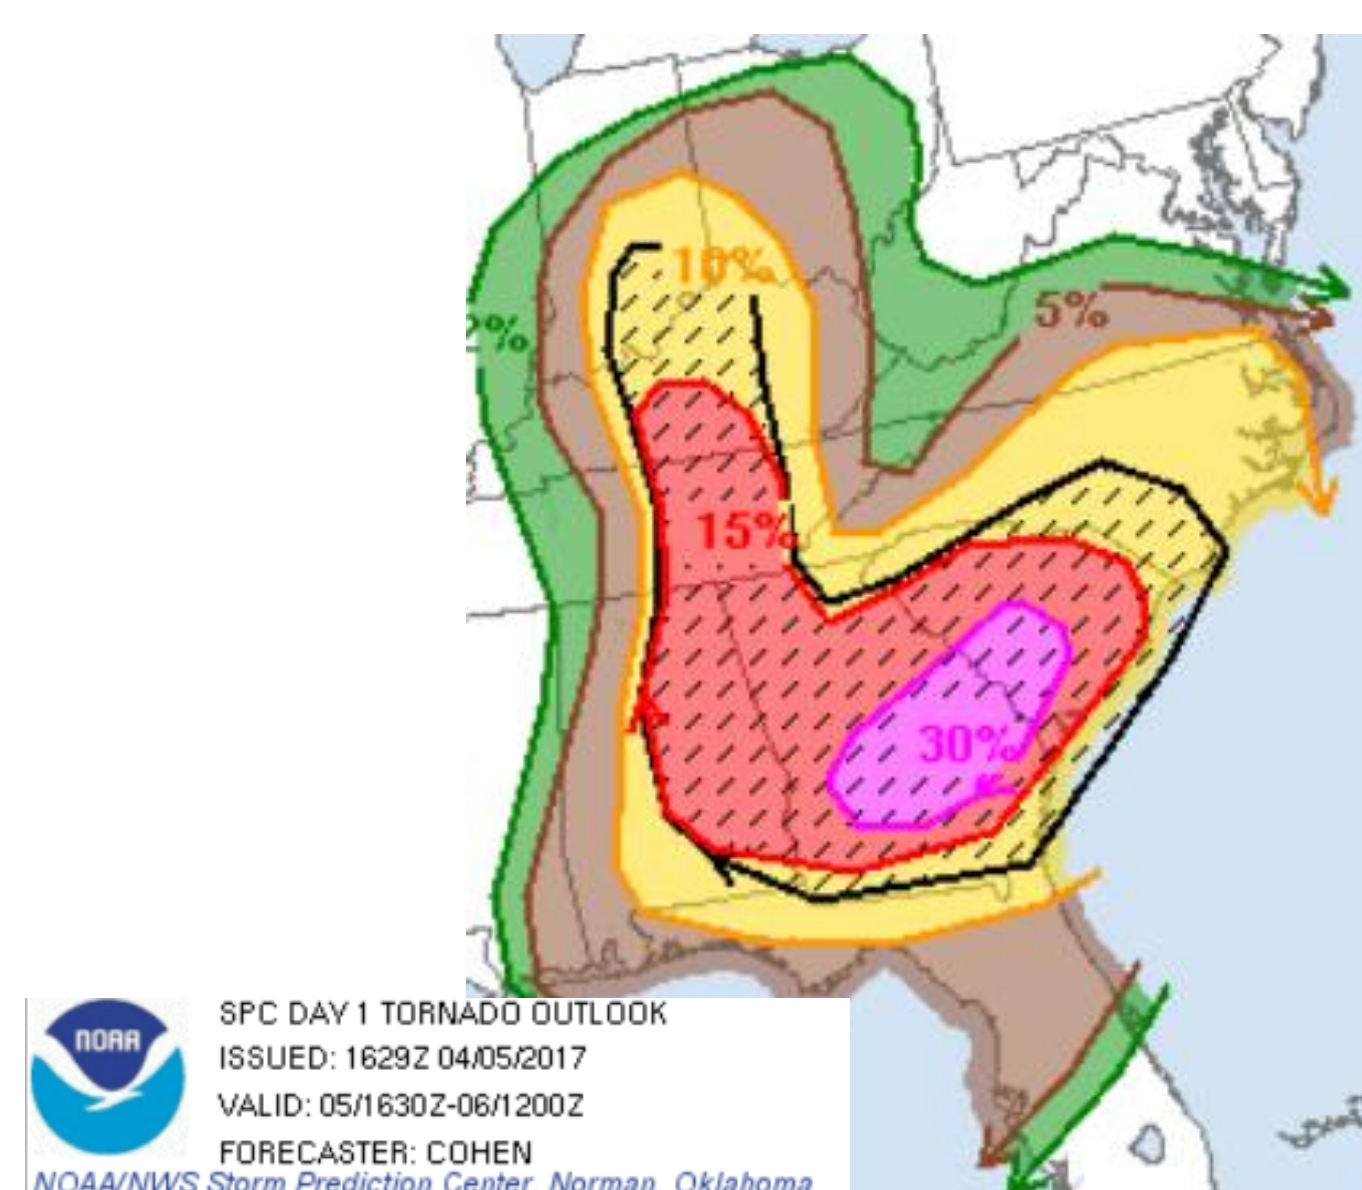 10%
2%
5%
15%
30%
NOAA
SPC DAY 1 TORNADO OUTLOOK
ISSUED: 1629Z 04/05/2017
VALID: 05/1630Z-06/1200Z
FORECASTER: COHEN
NOAA/NWS Storm Prediction Center, Norman, Oklahoma